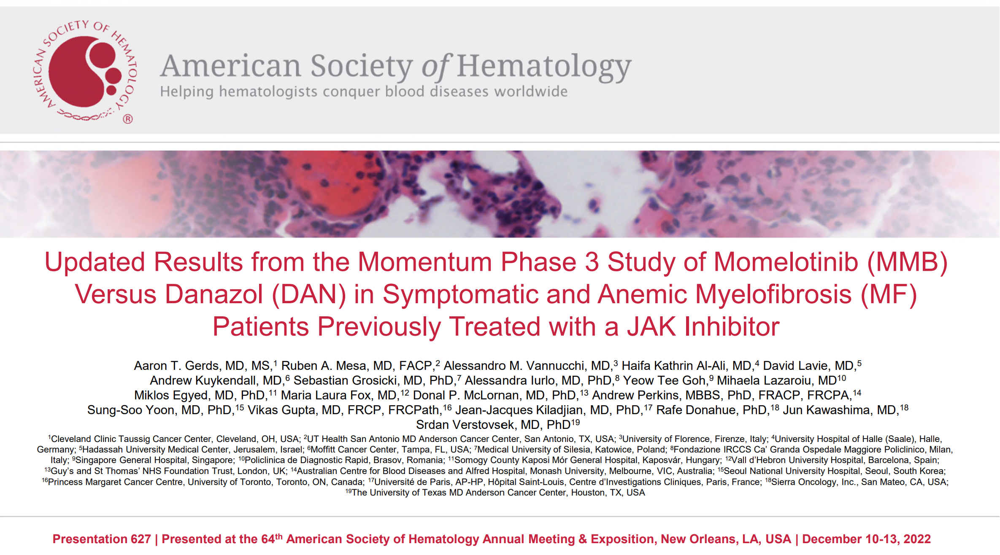 AMERICAN SOCIETY OF HEMATOLOGY ®
American Society of Hematology
Helping hematologists conquer blood diseases worldwide
Updated Results from the Momentum Phase 3 Study of Momelotinib (MMB)
Versus Danazol (DAN) in Symptomatic and Anemic Myelofibrosis (MF)
Patients Previously Treated with a JAK Inhibitor
Aaron T. Gerds, MD, MS,¹ Ruben A. Mesa, MD, FACP,² Alessandro M. Vannucchi, MD,³ Haifa Kathrin Al-Ali, MD,⁴ David Lavie, MD,⁵
Andrew Kuykendall, MD,⁶ Sebastian Grosicki, MD, PhD,⁷ Alessandra Iurlo, MD, PhD,⁸ Yeow Tee Goh,⁹ Mihaela Lazaroiu, MD¹⁰
Miklos Egyed, MD, PhD,¹¹ Maria Laura Fox, MD,¹² Donal P. McLornan, MD, PhD,¹³ Andrew Perkins, MBBS, PhD, FRACP, FRCPA,¹⁴
Sung-Soo Yoon, MD, PhD,¹⁵ Vikas Gupta, MD, FRCP, FRCPath,¹⁶ Jean-Jacques Kiladjian, MD, PhD,¹⁷ Rafe Donahue, PhD,¹⁸ Jun Kawashima, MD,¹⁸
Srdan Verstovsek, MD, PhD¹⁹
¹Cleveland Clinic Taussig Cancer Center, Cleveland, OH, USA; ²UT Health San Antonio MD Anderson Cancer Center, San Antonio, TX, USA; ³University of Florence, Firenze, Italy; ⁴University Hospital of Halle (Saale), Halle,
Germany; ⁵Hadassah University Medical Center, Jerusalem, Israel; ⁶Moffitt Cancer Center, Tampa, FL, USA; ⁷Medical University of Silesia, Katowice, Poland; ⁸Fondazione IRCCS Ca’ Granda Ospedale Maggiore Policlinico, Milan,
Italy; ⁹Singapore General Hospital, Singapore; ¹⁰Policlinica de Diagnostic Rapid, Brasov, Romania; ¹¹Somogy County Kaposi Mór General Hospital, Kaposvár, Hungary; ¹²Vall d’Hebron University Hospital, Barcelona, Spain;
¹³Guy’s and St Thomas’ NHS Foundation Trust, London, UK; ¹⁴Australian Centre for Blood Diseases and Alfred Hospital, Monash University, Melbourne, VIC, Australia; ¹⁵Seoul National University Hospital, Seoul, South Korea;
¹⁶Princess Margaret Cancer Centre, University of Toronto, Toronto, ON, Canada; ¹⁷Université de Paris, AP-HP, Hôpital Saint-Louis, Centre d’Investigations Cliniques, Paris, France; ¹⁸Sierra Oncology, Inc., San Mateo, CA, USA;
¹⁹The University of Texas MD Anderson Cancer Center, Houston, TX, USA
Presentation 627 | Presented at the 64th American Society of Hematology Annual Meeting & Exposition, New Orleans, LA, USA | December 10-13, 2022